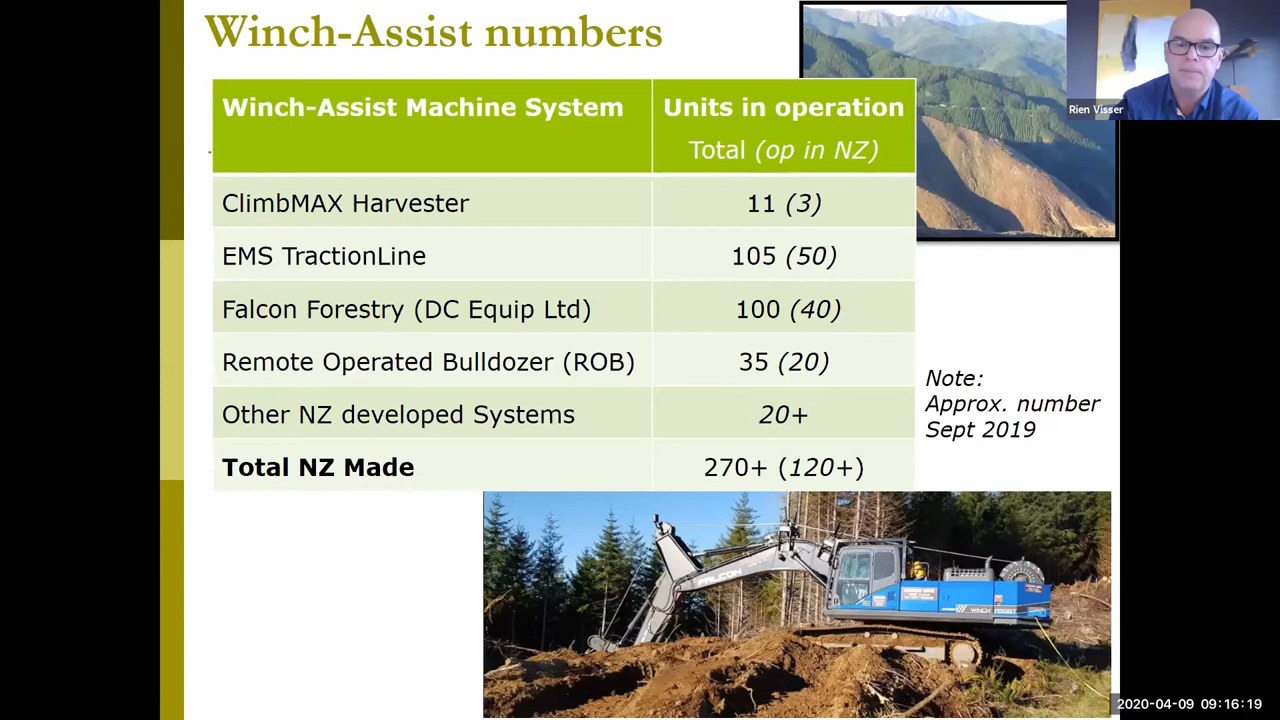 Winch-Assist numbers
Rien Visser
Winch-Assist Machine System
Units in operation
Total (op in NZ)
ClimbMAX Harvester
11 (3)
EMS TractionLine
105 (50)
Falcon Forestry (DC Equip Ltd)
100 (40)
Remote Operated Bulldozer (ROB)
35 (20)
Other NZ developed Systems
20+
Total NZ Made
270+ (120+)
Note:
Approx. number
Sept 2019
FALCON
WINCH ASSIST
2020-04-09 09:16:19